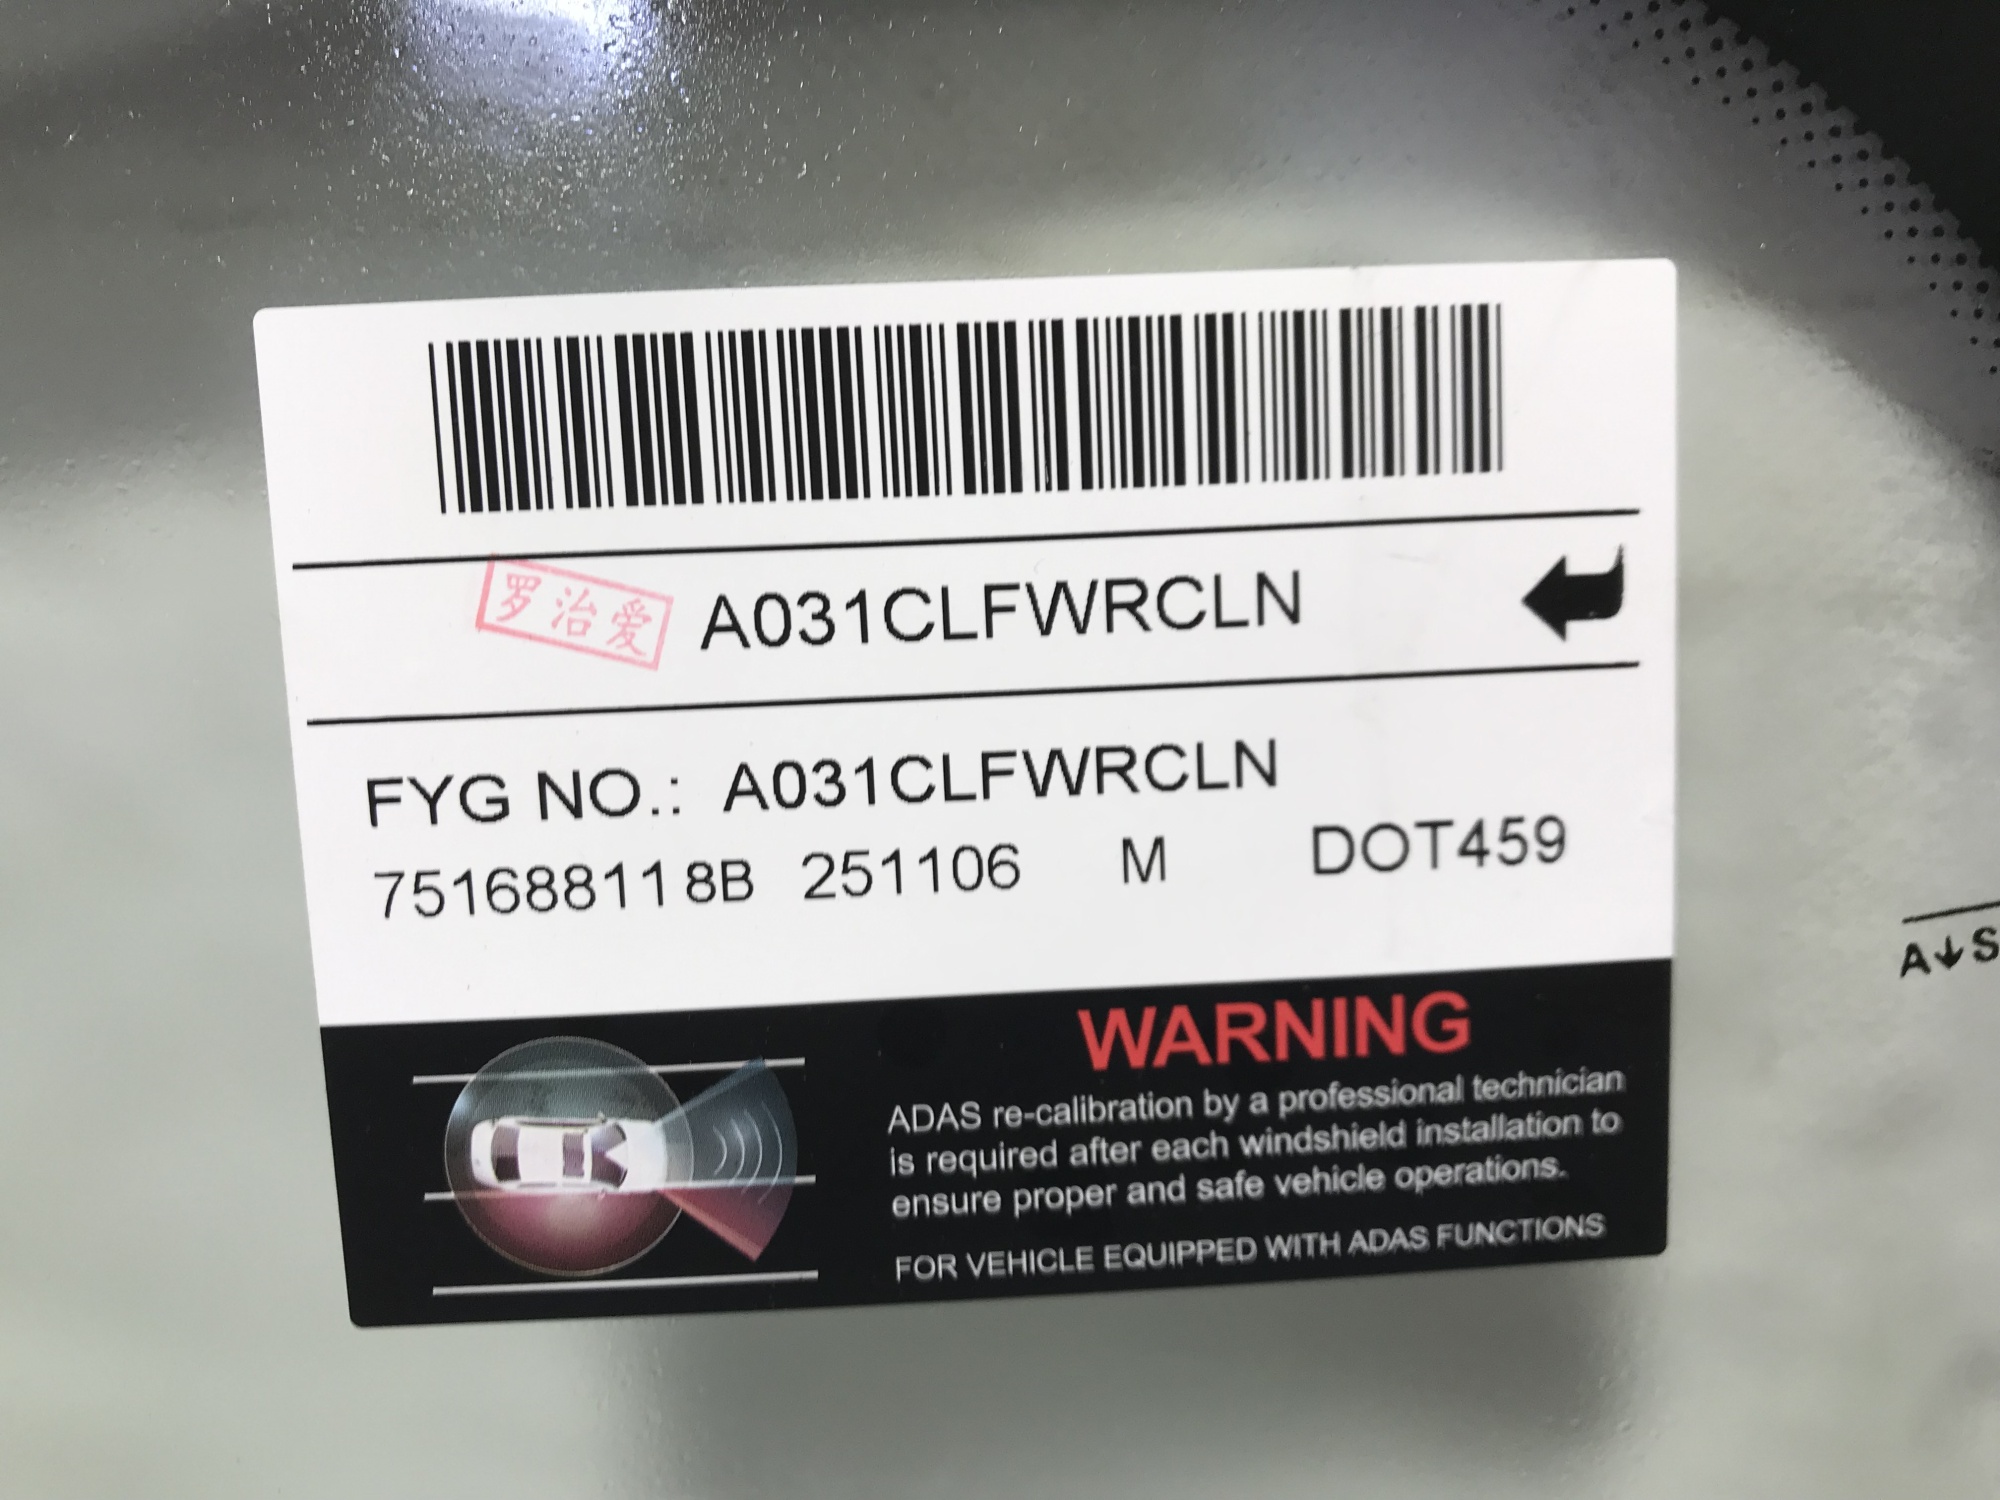 罗治爱
A031CLFWRCLN
FYG NO.: A031CLFWRCLN
751688118B 251106 M DOT459
WARNING
ADAS re-calibration by a professional technician
is required after each windshield installation to
ensure proper and safe vehicle operations.
FOR VEHICLE EQUIPPED WITH ADAS FUNCTIONS
A↓S